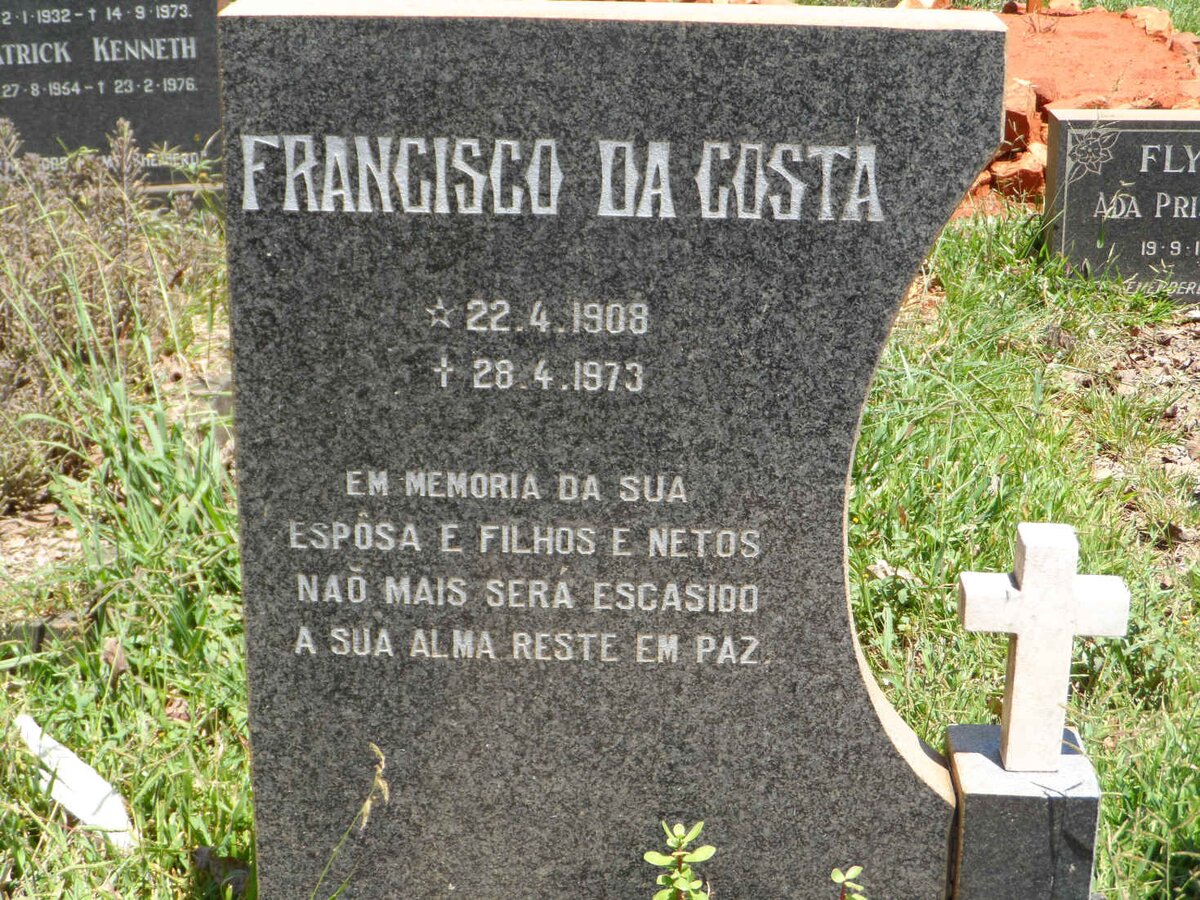 2·1·1932 - † 14·9·1973.
ATRICK KENNETH
27·8·1954 - † 23·2·1976.
FRANCISCO DA COSTA
☆ 22.4.1908
† 28.4.1973
EM MEMORIA DA SUA
ESPÔSA E FILHOS E NETOS
NAÕ MAIS SERÁ ESCASIDO
A SUA ALMA RESTE EM PAZ.
FLY
ADA PRI
19·9·1